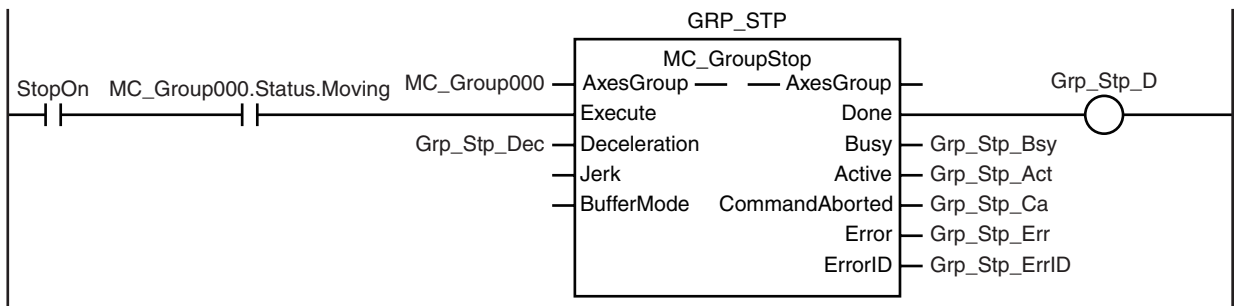 GRP_STP
MC_GroupStop
StopOn MC_Group000.Status.Moving MC_Group000 AxesGroup AxesGroup Grp_Stp_D
Execute Done
Grp_Stp_Dec Deceleration Busy Grp_Stp_Bsy
Jerk Active Grp_Stp_Act
BufferMode CommandAborted Grp_Stp_Ca
Error Grp_Stp_Err
ErrorID Grp_Stp_ErrID